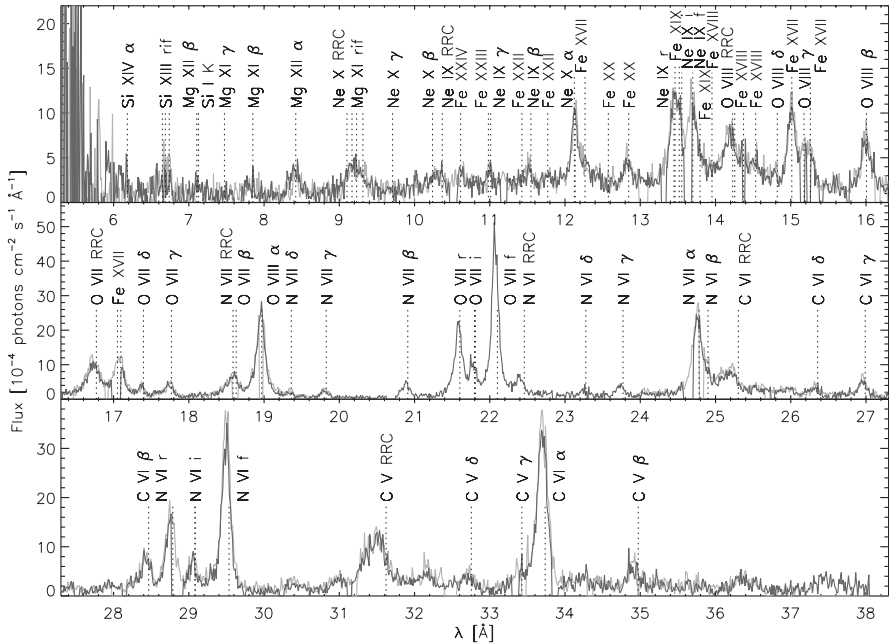 Si XIV α
Si XIII rif
Mg XII β
Si I K
Mg XI γ
Mg XI β
Mg XII α
Ne X RRC
Mg XI rif
Ne X γ
Ne X β
Ne IX RRC
Fe XXIV
Fe XXIII
Ne IX γ
Fe XXII
Ne IX β
Fe XXII
Ne X α
Fe XVII
Fe XX
Fe XX
Ne IX r
Fe XIX
Ne IX i
Ne IX f
Fe XIX
Fe XVIII
O VIII RRC
Fe XVIII
Fe XVIII
O VIII δ
Fe XVII
O VIII γ
Fe XVII
O VIII β
20
15
10
5
0
6 7 8 9 10 11 12 13 14 15 16
O VII RRC
Fe XVII
O VII δ
O VII γ
N VII RRC
O VII β
O VIII α
N VII δ
N VII γ
N VII β
O VII r
O VII i
O VII f
N VI RRC
N VI δ
N VI γ
N VII α
N VI β
C VI RRC
C VI δ
C VI γ
50
40
30
20
10
0
17 18 19 20 21 22 23 24 25 26 27
Flux [10⁻⁴ photons cm⁻² s⁻¹ Å⁻¹]
C VI β
N VI r
N VI i
N VI f
C V RRC
C V δ
C V γ
C VI α
C V β
30
20
10
0
28 29 30 31 32 33 34 35 36 37 38
λ [Å]